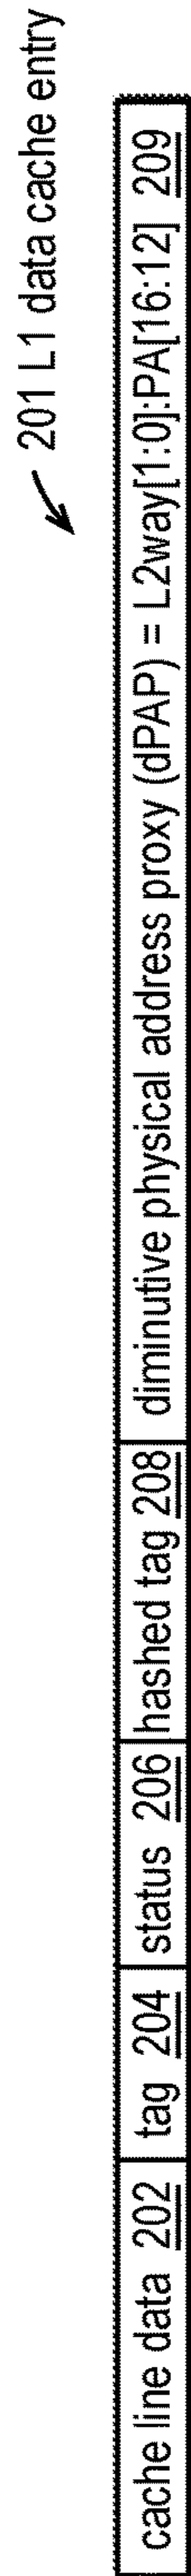 201 L1 data cache entry
cache line data 202 tag 204 status 206 hashed tag 208 diminutive physical address proxy (dPAP) = L2way[1:0]:PA[16:12] 209